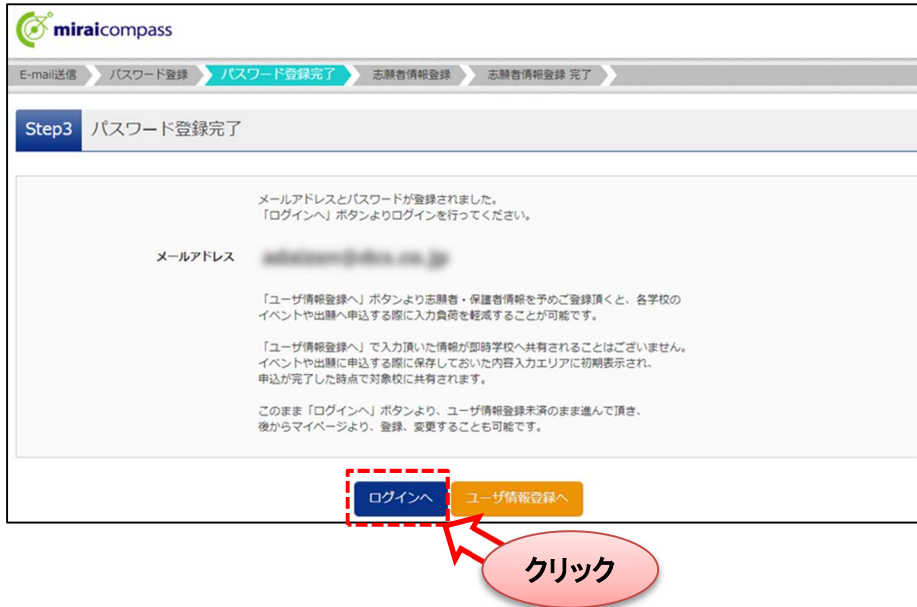 miraicompass
E-mail送信 パスワード登録 パスワード登録完了 志願者情報登録 志願者情報登録 完了
Step3 パスワード登録完了
メールアドレスとパスワードが登録されました。
「ログインへ」ボタンよりログインを行ってください。
メールアドレス
「ユーザ情報登録へ」ボタンより志願者・保護者情報を予めご登録頂くと、各学校の
イベントや出願へ申込する際に入力負荷を軽減することが可能です。
「ユーザ情報登録へ」で入力頂いた情報が即時学校へ共有されることはございません。
イベントや出願に申込する際に保存しておいた内容入力エリアに初期表示され、
申込が完了した時点で対象校に共有されます。
このまま「ログインへ」ボタンより、ユーザ情報登録未済のまま進んで頂き、
後からマイページより、登録、変更することも可能です。
ログインへ ユーザ情報登録へ
クリック